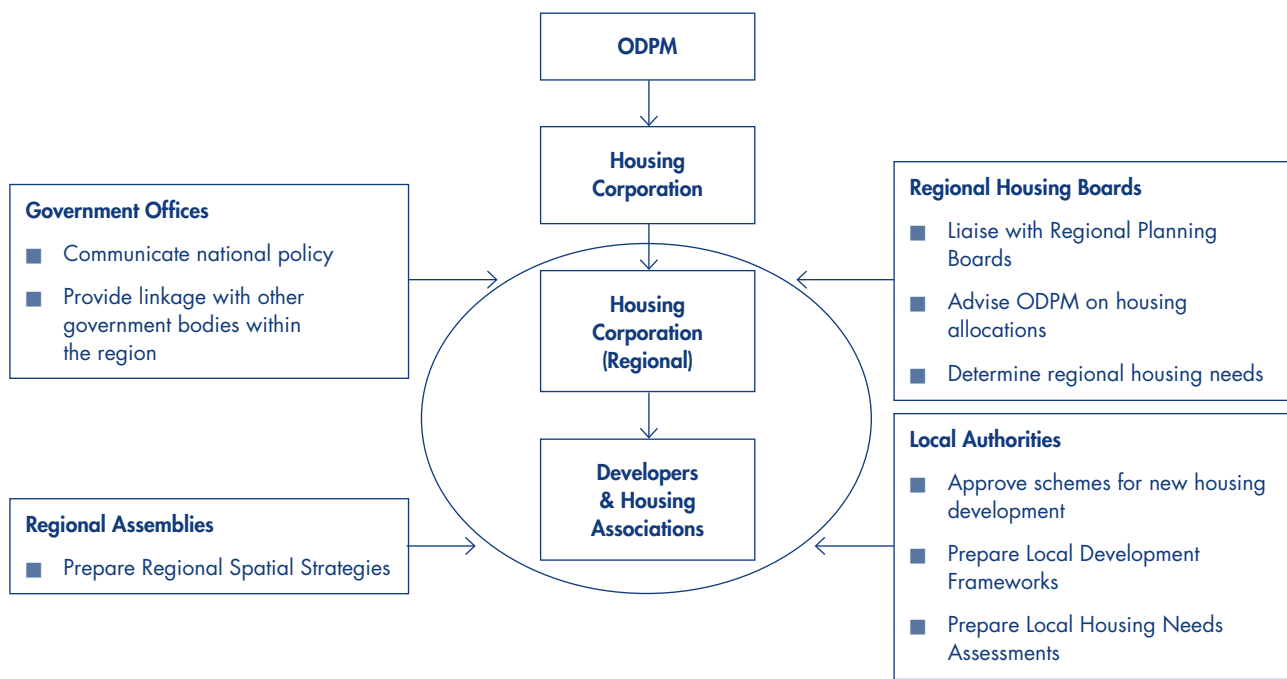 ODPM
Housing
Corporation
Government Offices
■ Communicate national policy
■ Provide linkage with other
government bodies within
the region
Regional Housing Boards
■ Liaise with Regional Planning
Boards
■ Advise ODPM on housing
allocations
■ Determine regional housing needs
Housing
Corporation
(Regional)
Developers
& Housing
Associations
Regional Assemblies
■ Prepare Regional Spatial Strategies
Local Authorities
■ Approve schemes for new housing
development
■ Prepare Local Development
Frameworks
■ Prepare Local Housing Needs
Assessments